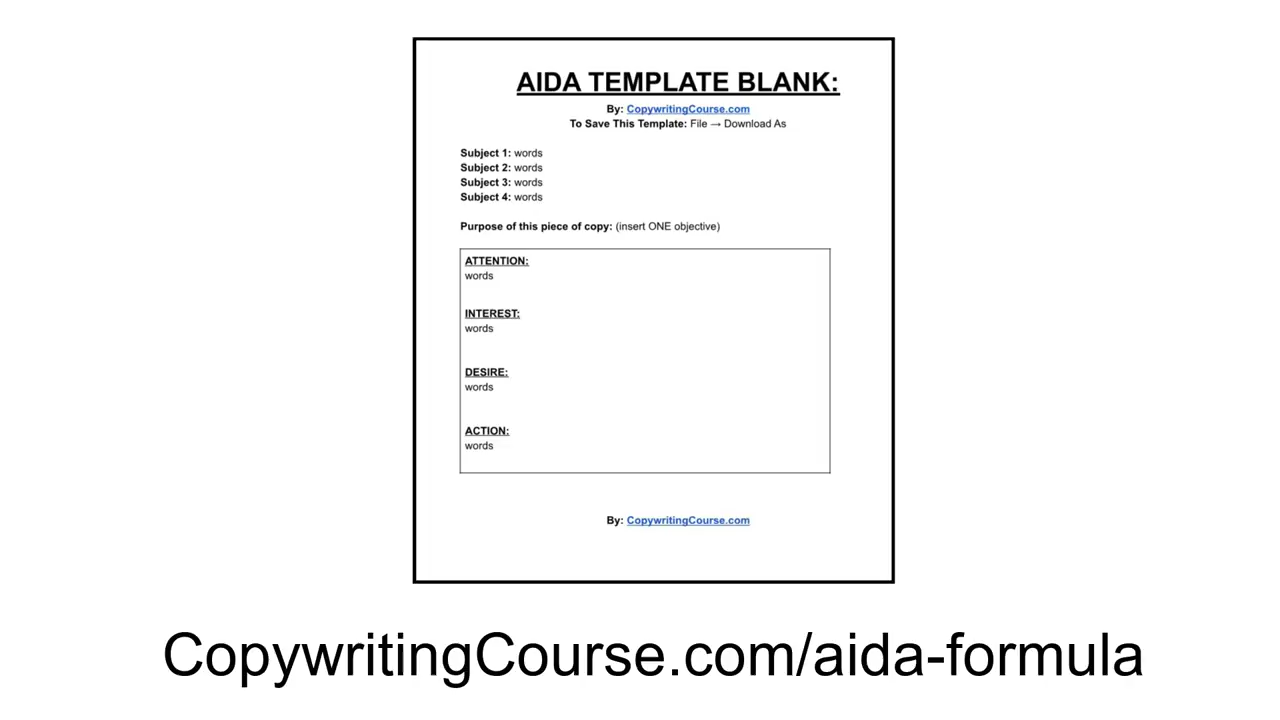 AIDA TEMPLATE BLANK:
By: CopywritingCourse.com
To Save This Template: File → Download As
Subject 1: words
Subject 2: words
Subject 3: words
Subject 4: words
Purpose of this piece of copy: (insert ONE objective)
ATTENTION:
words
INTEREST:
words
DESIRE:
words
ACTION:
words
By: CopywritingCourse.com
CopywritingCourse.com/aida-formula